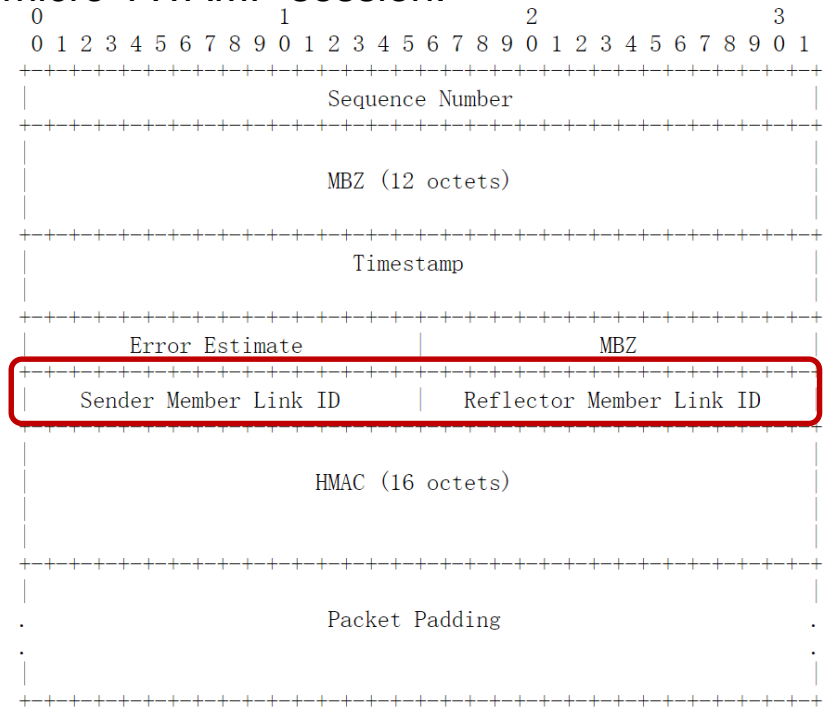 micro TWAMP session.
0                   1                   2                   3
0 1 2 3 4 5 6 7 8 9 0 1 2 3 4 5 6 7 8 9 0 1 2 3 4 5 6 7 8 9 0 1
+-+-+-+-+-+-+-+-+-+-+-+-+-+-+-+-+-+-+-+-+-+-+-+-+-+-+-+-+-+-+-+-+
| Sequence Number |
+-+-+-+-+-+-+-+-+-+-+-+-+-+-+-+-+-+-+-+-+-+-+-+-+-+-+-+-+-+-+-+-+
| |
| MBZ (12 octets) |
| |
+-+-+-+-+-+-+-+-+-+-+-+-+-+-+-+-+-+-+-+-+-+-+-+-+-+-+-+-+-+-+-+-+
| Timestamp |
| |
+-+-+-+-+-+-+-+-+-+-+-+-+-+-+-+-+-+-+-+-+-+-+-+-+-+-+-+-+-+-+-+-+
| Error Estimate | MBZ |
+-+-+-+-+-+-+-+-+-+-+-+-+-+-+-+-+-+-+-+-+-+-+-+-+-+-+-+-+-+-+-+-+
| Sender Member Link ID | Reflector Member Link ID |
+-+-+-+-+-+-+-+-+-+-+-+-+-+-+-+-+-+-+-+-+-+-+-+-+-+-+-+-+-+-+-+-+
| |
| HMAC (16 octets) |
| |
| |
+-+-+-+-+-+-+-+-+-+-+-+-+-+-+-+-+-+-+-+-+-+-+-+-+-+-+-+-+-+-+-+-+
| |
. Packet Padding .
. .
| |
+-+-+-+-+-+-+-+-+-+-+-+-+-+-+-+-+-+-+-+-+-+-+-+-+-+-+-+-+-+-+-+-+